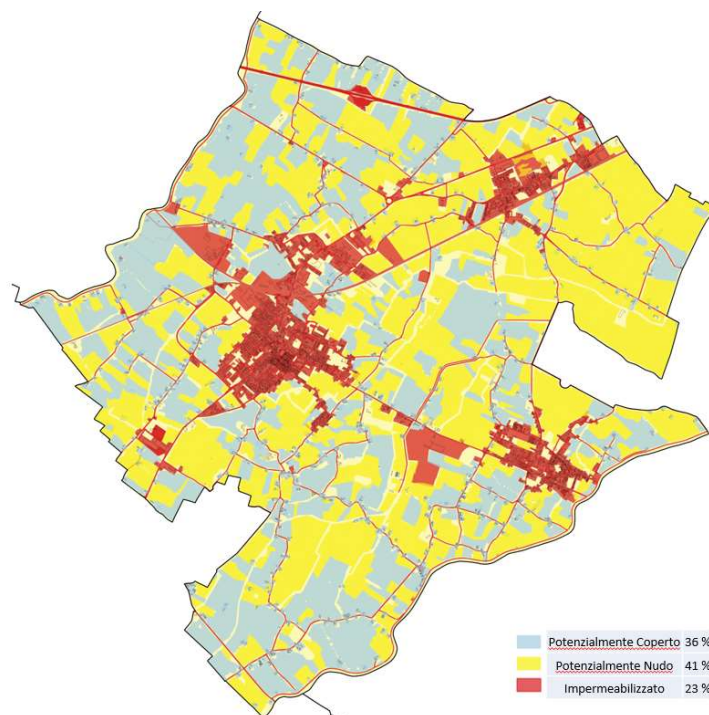 Potenzialmente Coperto 36 %
Potenzialmente Nudo 41 %
Impermeabilizzato 23 %